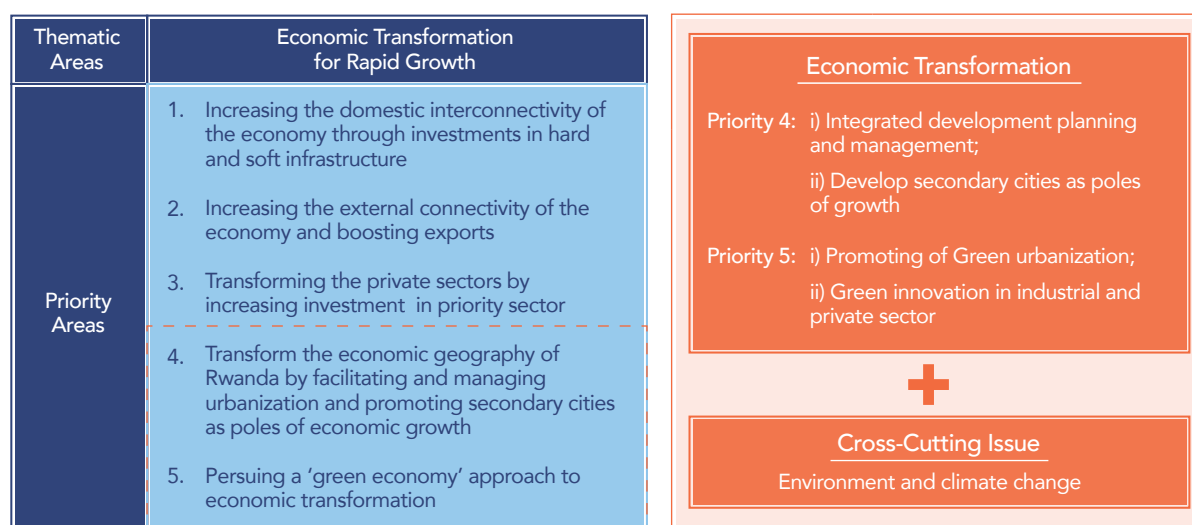 Thematic
Areas
Economic Transformation
for Rapid Growth
Priority
Areas
1. Increasing the domestic interconnectivity of
the economy through investments in hard
and soft infrastructure
2. Increasing the external connectivity of the
economy and boosting exports
3. Transforming the private sectors by
increasing investment in priority sector
4. Transform the economic geography of
Rwanda by facilitating and managing
urbanization and promoting secondary cities
as poles of economic growth
5. Persuing a ‘green economy’ approach to
economic transformation
Economic Transformation
Priority 4: i) Integrated development planning
and management;
ii) Develop secondary cities as poles
of growth
Priority 5: i) Promoting of Green urbanization;
ii) Green innovation in industrial and
private sector
Cross-Cutting Issue
Environment and climate change